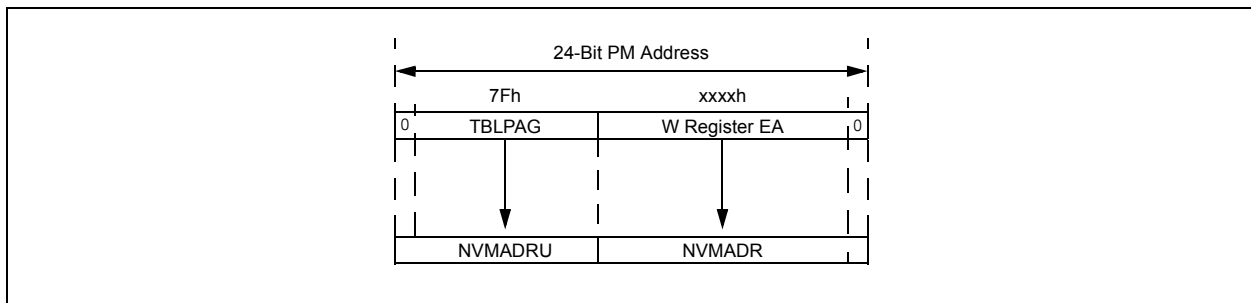 24-Bit PM Address
7Fh xxxxh
0 TBLPAG W Register EA 0
NVMADRU NVMADR